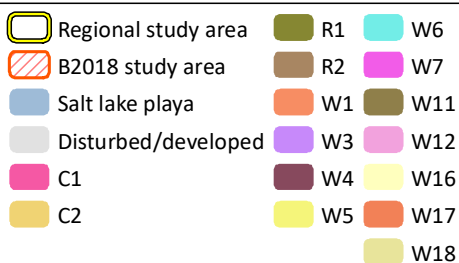 Regional study area
B2018 study area
Salt lake playa
Disturbed/developed
C1
C2
R1
R2
W1
W3
W4
W5
W6
W7
W11
W12
W16
W17
W18